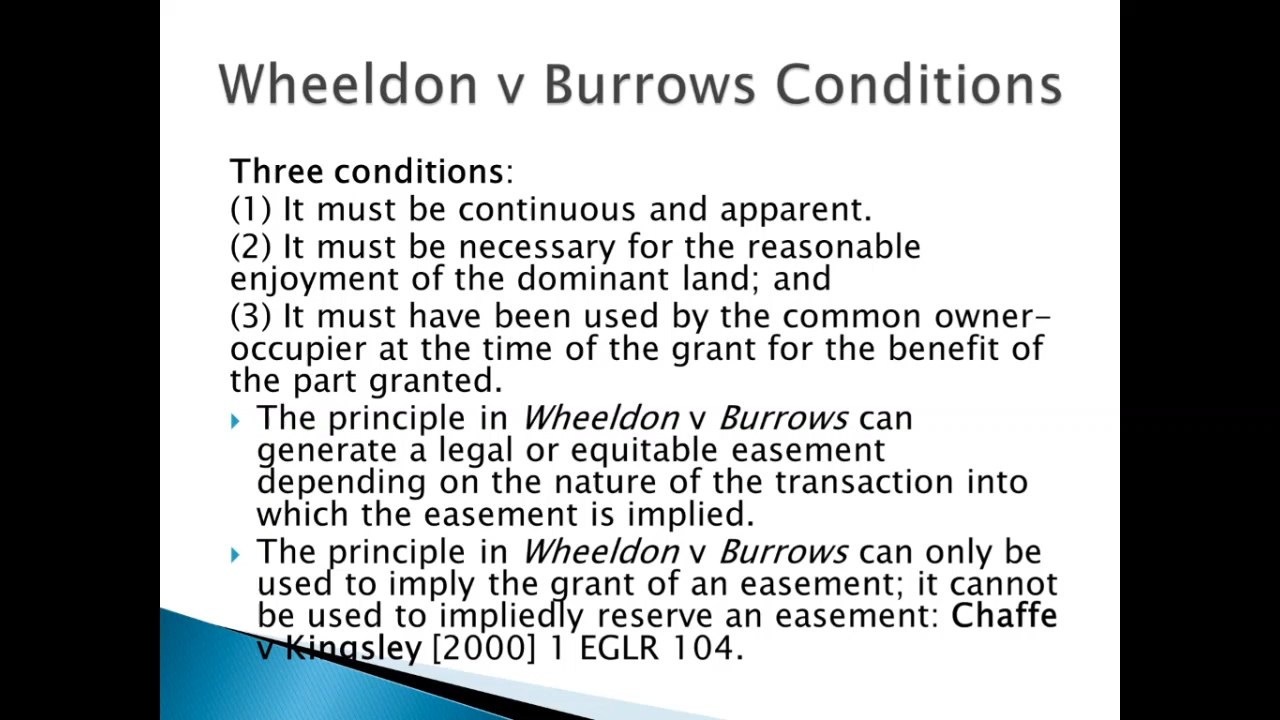 Wheeldon v Burrows Conditions
Three conditions:
(1) It must be continuous and apparent.
(2) It must be necessary for the reasonable
enjoyment of the dominant land; and
(3) It must have been used by the common owner-
occupier at the time of the grant for the benefit of
the part granted.
The principle in Wheeldon v Burrows can
generate a legal or equitable easement
depending on the nature of the transaction into
which the easement is implied.
The principle in Wheeldon v Burrows can only be
used to imply the grant of an easement; it cannot
be used to impliedly reserve an easement: Chaffe
v Kingsley [2000] 1 EGLR 104.